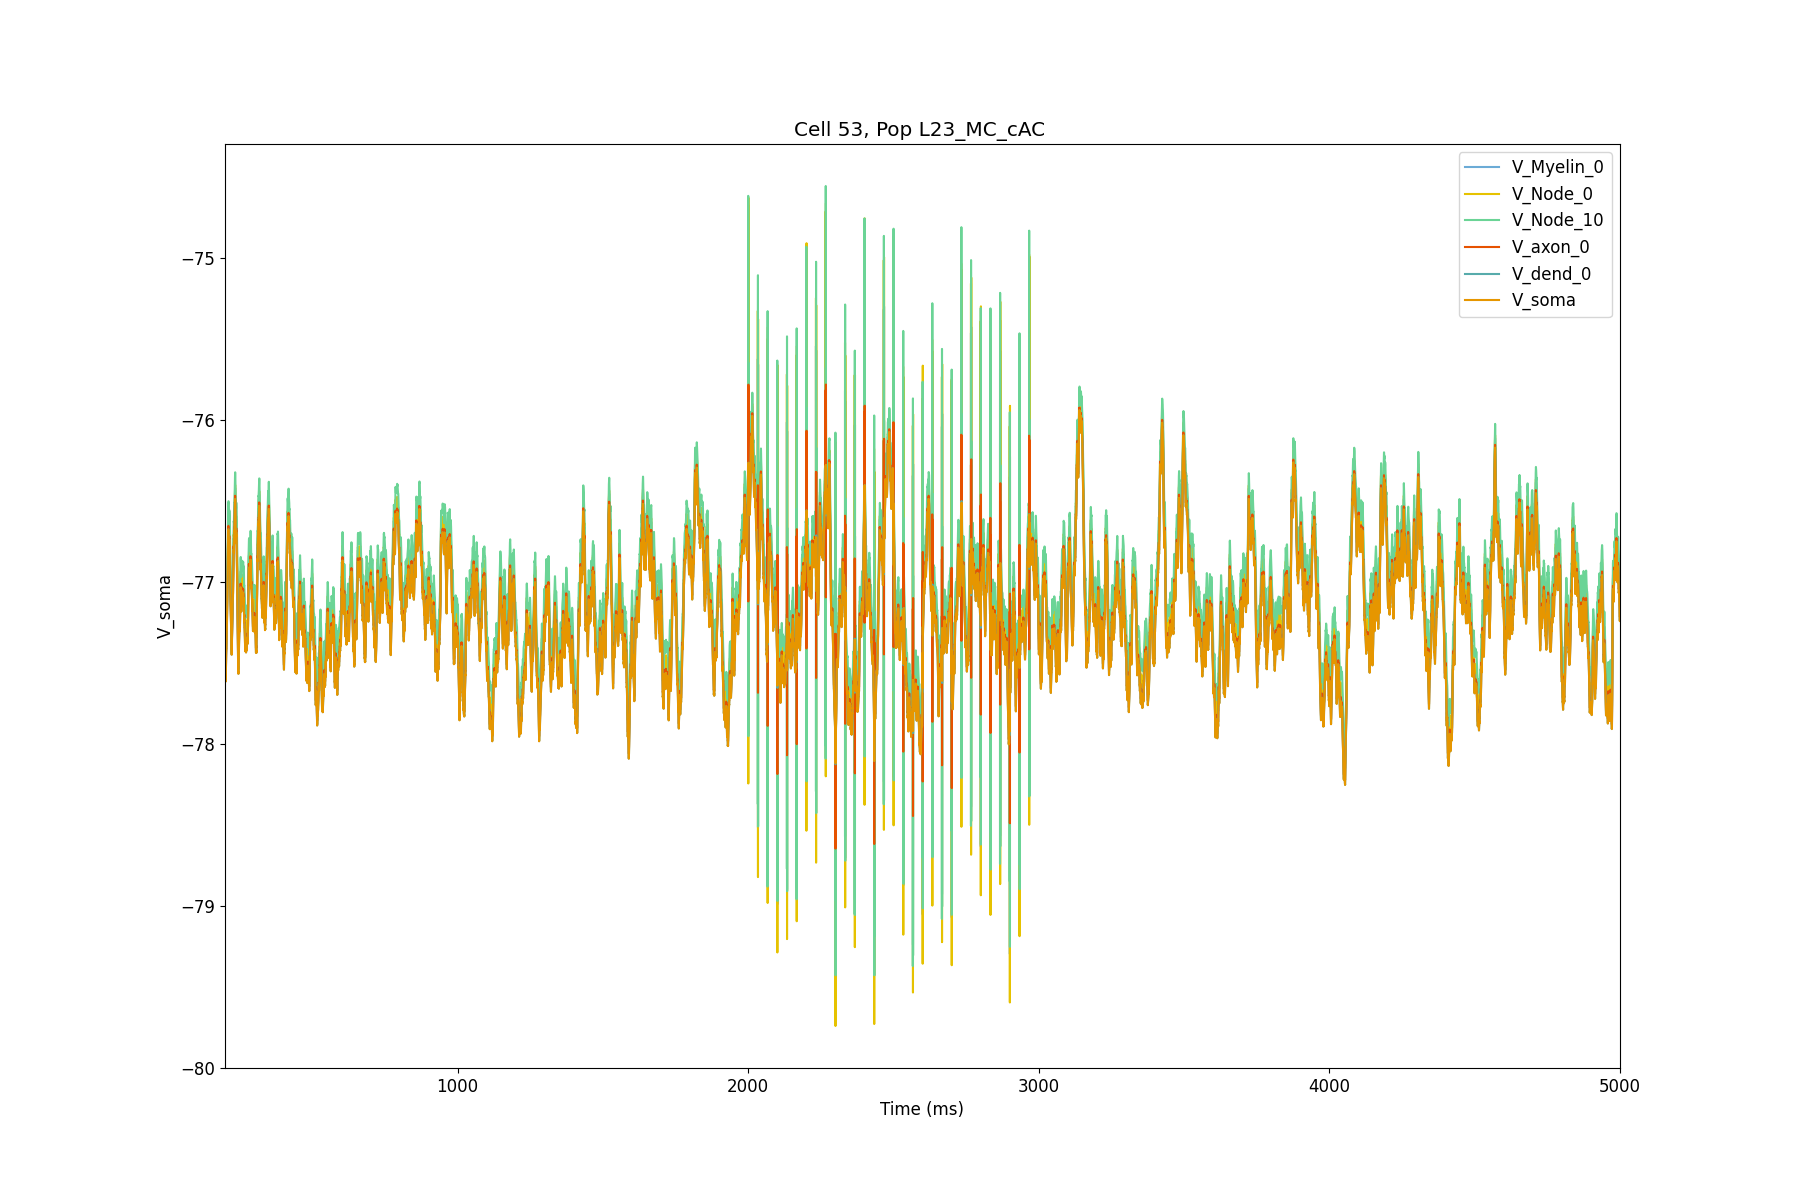 Cell 53, Pop L23_MC_cAC
V_Myelin_0
V_Node_0
V_Node_10
V_axon_0
V_dend_0
V_soma
−75
−76
−77
−78
−79
−80
V_soma
1000
2000
3000
4000
5000
Time (ms)